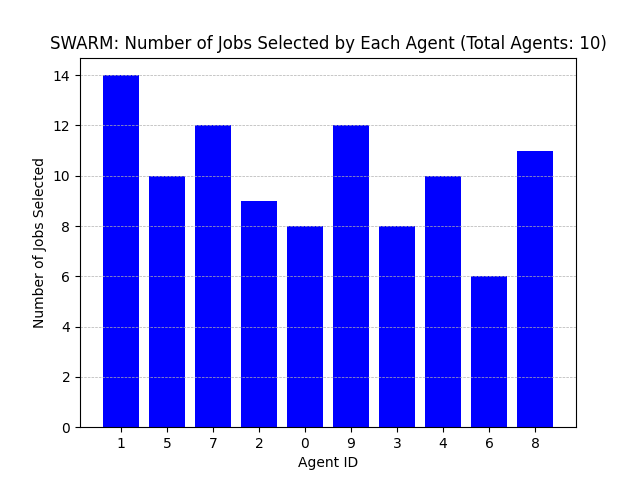 SWARM: Number of Jobs Selected by Each Agent (Total Agents: 10)
14
12
10
8
6
4
2
0
Number of Jobs Selected
1 5 7 2 0 9 3 4 6 8
Agent ID